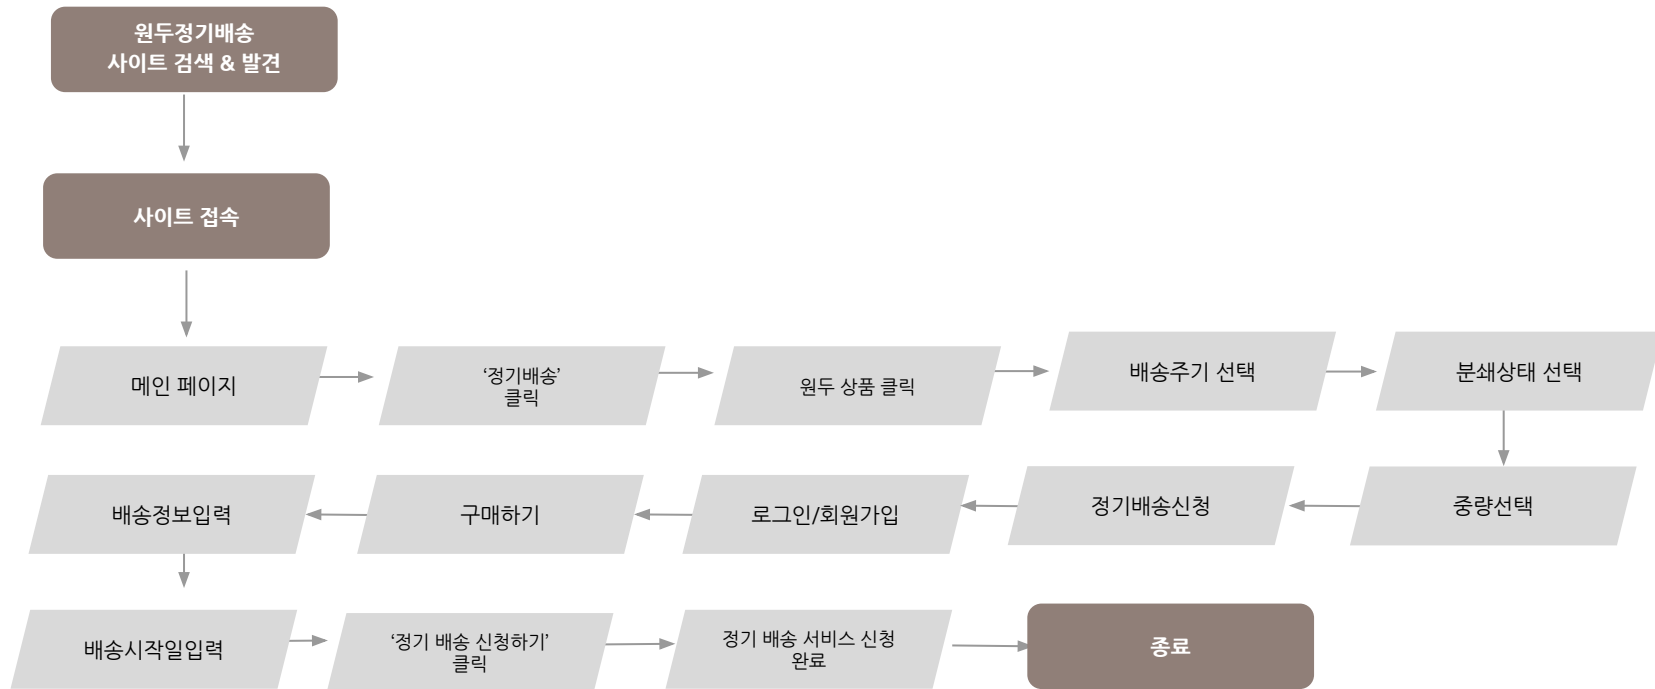 원두정기배송
사이트 검색 & 발견
사이트 접속
메인 페이지
‘정기배송’
클릭
원두 상품 클릭
배송주기 선택
분쇄상태 선택
중량선택
정기배송신청
로그인/회원가입
구매하기
배송정보입력
배송시작일입력
‘정기 배송 신청하기’
클릭
정기 배송 서비스 신청
완료
종료